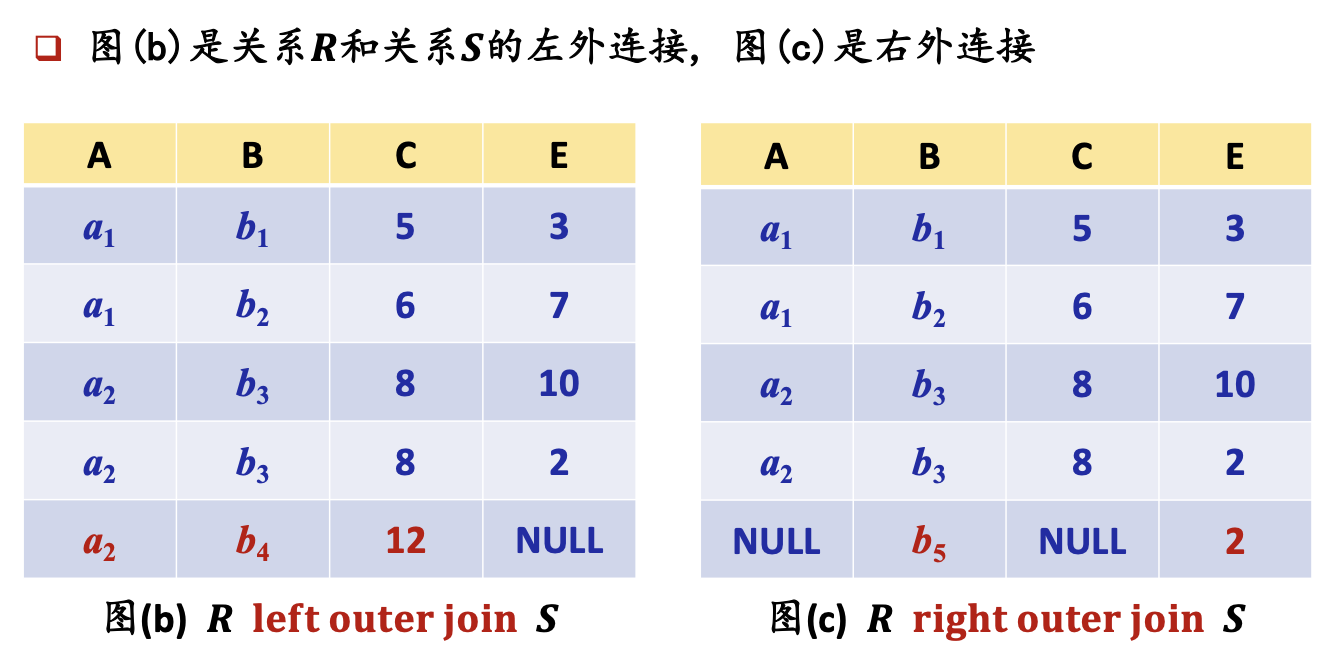 图(b)是关系R和关系S的左外连接, 图(c)是右外连接
A B C E
a₁ b₁ 5 3
a₁ b₂ 6 7
a₂ b₃ 8 10
a₂ b₃ 8 2
a₂ b₄ 12 NULL
图(b) R left outer join S
A B C E
a₁ b₁ 5 3
a₁ b₂ 6 7
a₂ b₃ 8 10
a₂ b₃ 8 2
NULL b₅ NULL 2
图(c) R right outer join S